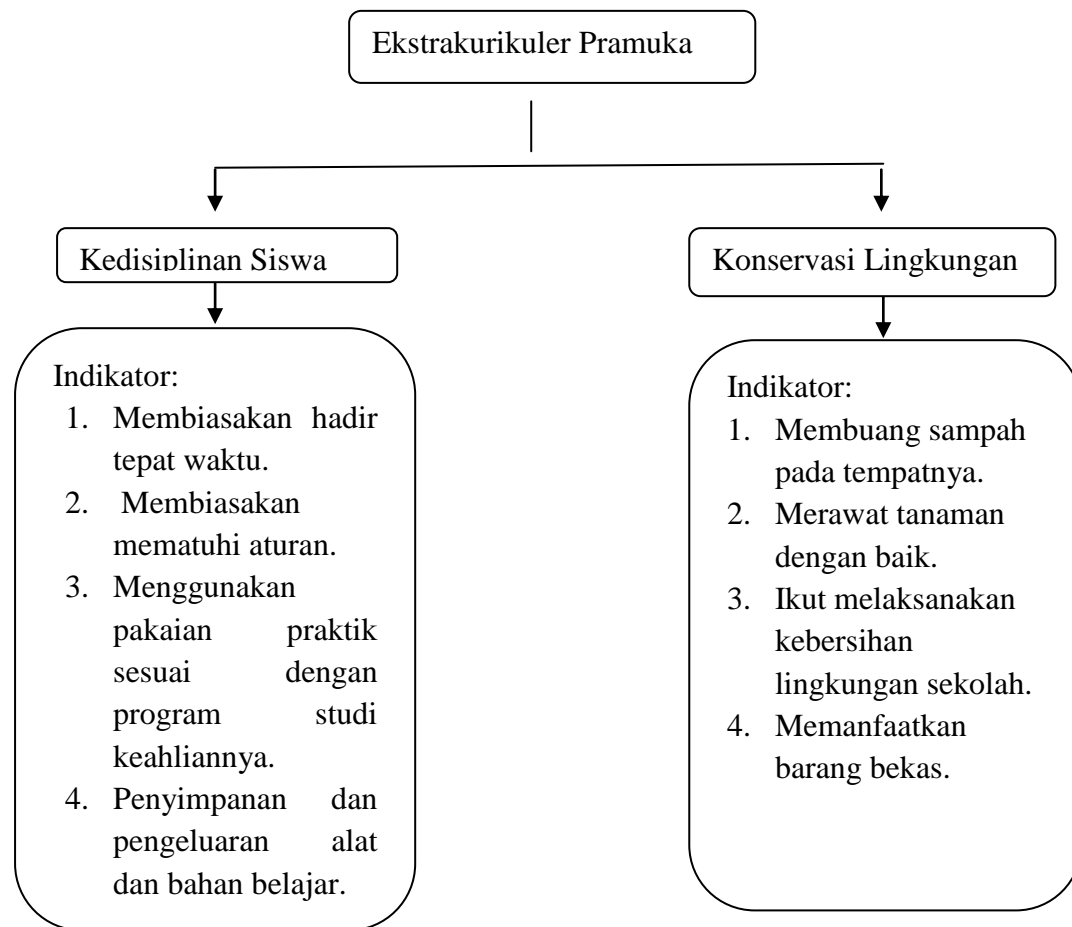 Ekstrakurikuler Pramuka
Kedisiplinan Siswa
Konservasi Lingkungan
Indikator:
1. Membiasakan hadir
tepat waktu.
2. Membiasakan
mematuhi aturan.
3. Menggunakan
pakaian praktik
sesuai dengan
program studi
keahliannya.
4. Penyimpanan dan
pengeluaran alat
dan bahan belajar.
Indikator:
1. Membuang sampah
pada tempatnya.
2. Merawat tanaman
dengan baik.
3. Ikut melaksanakan
kebersihan
lingkungan sekolah.
4. Memanfaatkan
barang bekas.